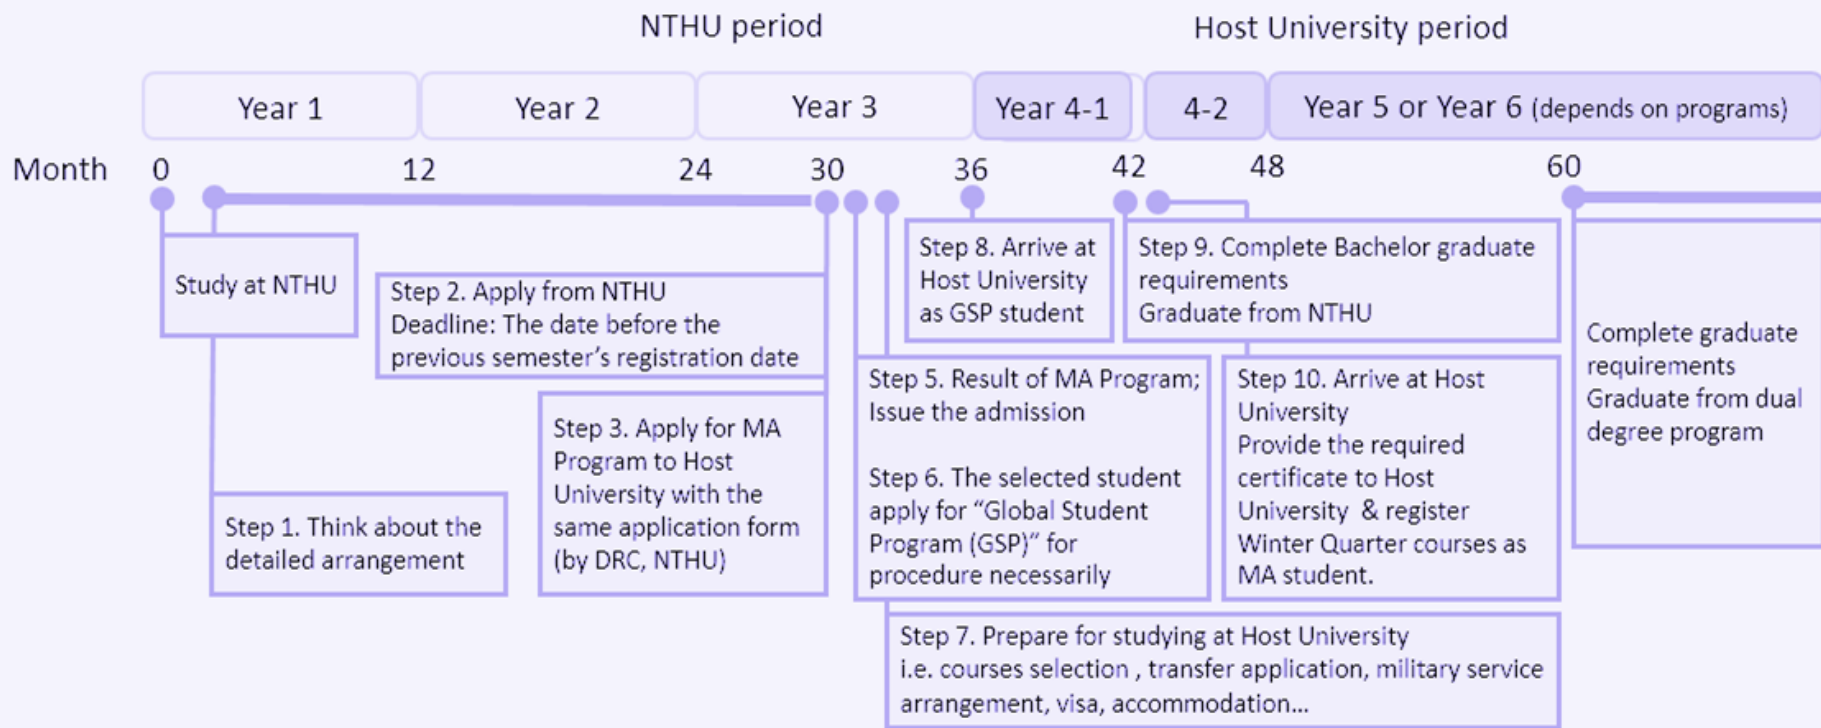 NTHU period
Host University period
Year 1
Year 2
Year 3
Year 4-1
4-2
Year 5 or Year 6 (depends on programs)
Month
0
12
24
30
36
42
48
60
Study at NTHU
Step 1. Think about the
detailed arrangement
Step 2. Apply from NTHU
Deadline: The date before the
previous semester's registration date
Step 3. Apply for MA
Program to Host
University with the
same application form
(by DRC, NTHU)
Step 5. Result of MA Program;
Issue the admission
Step 6. The selected student
apply for “Global Student
Program (GSP)“ for
procedure necessarily
Step 7. Prepare for studying at Host University
i.e. courses selection , transfer application, military service
arrangement, visa, accommodation...
Step 8. Arrive at
Host University
as GSP student
Step 9. Complete Bachelor graduate
requirements
Graduate from NTHU
Step 10. Arrive at Host
University
Provide the required
certificate to Host
University & register
Winter Quarter courses as
MA student.
Complete graduate
requirements
Graduate from dual
degree program